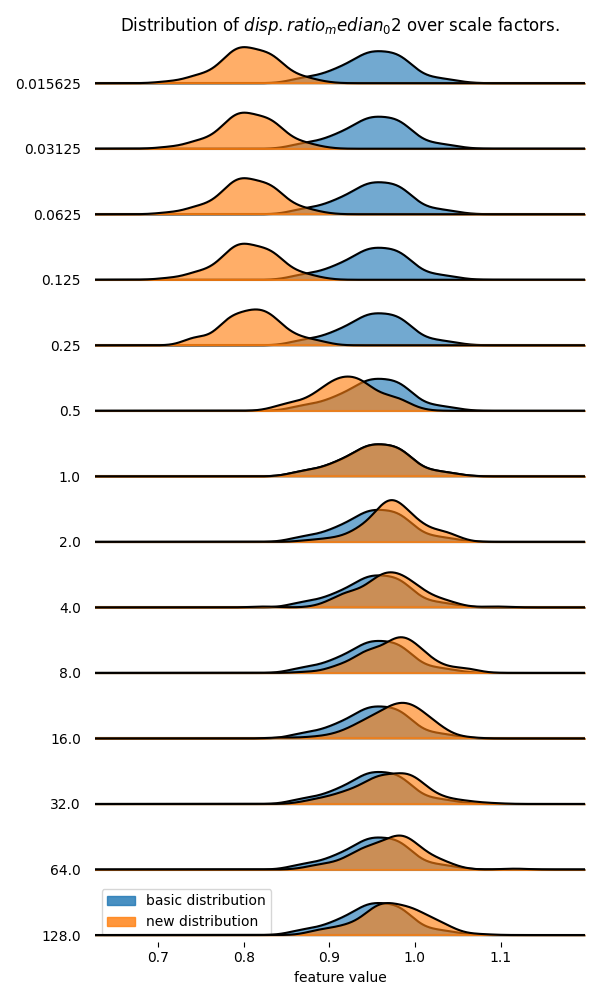 Distribution of disp.ratio_median_02 over scale factors.
0.015625
0.03125
0.0625
0.125
0.25
0.5
1.0
2.0
4.0
8.0
16.0
32.0
64.0
128.0
basic distribution
new distribution
0.7 0.8 0.9 1.0 1.1
feature value